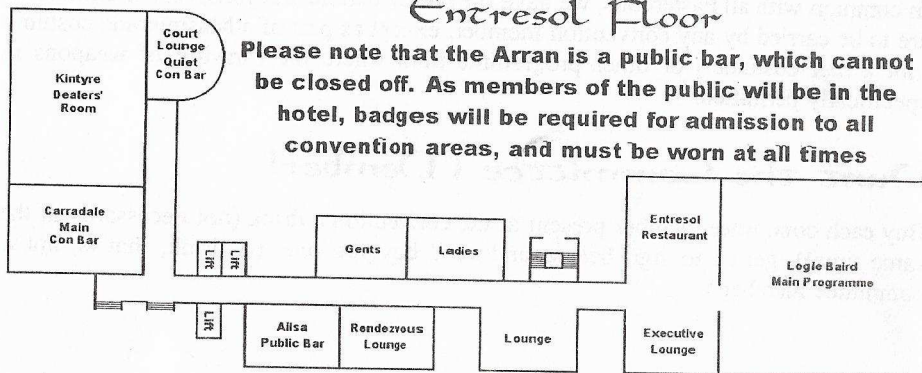 Entresol Floor
Court
Lounge
Quiet
Con Bar
Kintyre
Dealers'
Room
Please note that the Arran is a public bar, which cannot
be closed off. As members of the public will be in the
hotel, badges will be required for admission to all
convention areas, and must be worn at all times
Carradale
Main
Con Bar
Lift
Lift
Lift
Gents
Ladies
Entresol
Restaurant
Logie Baird
Main Programme
Ailsa
Public Bar
Rendezvous
Lounge
Lounge
Executive
Lounge